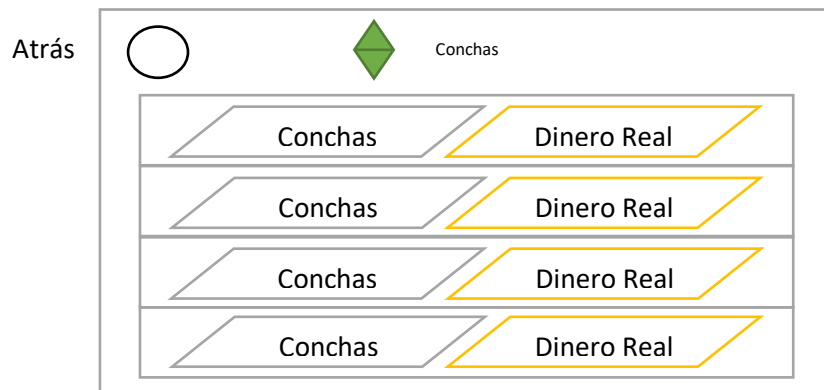 Atrás
Conchas
Conchas Dinero Real
Conchas Dinero Real
Conchas Dinero Real
Conchas Dinero Real